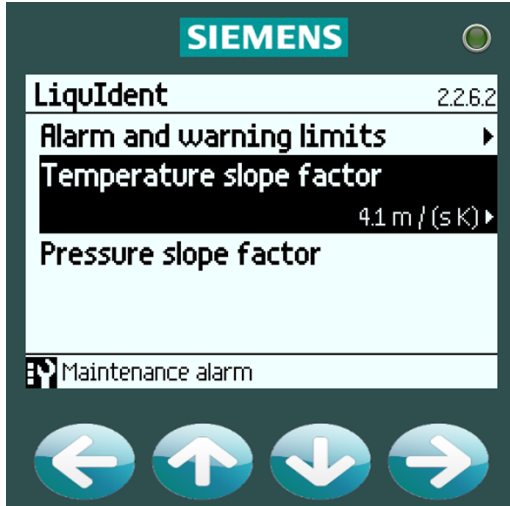 SIEMENS
LiquIdent 2.2.6.2
Alarm and warning limits
Temperature slope factor
4.1 m / (s K)
Pressure slope factor
Maintenance alarm